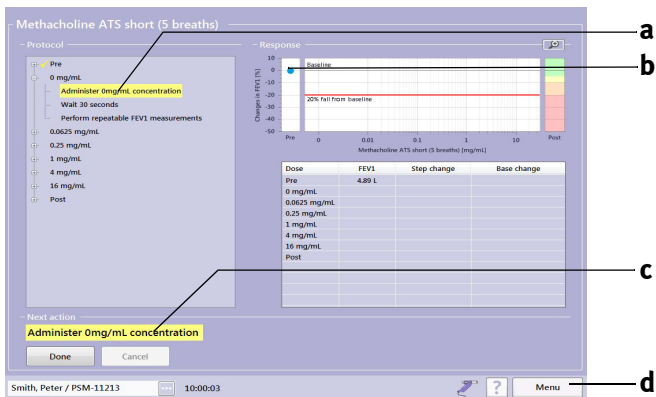 Methacholine ATS short (5 breaths)
a
Protocol
Pre
0 mg/mL
Administer 0mg/mL concentration
Wait 30 seconds
Perform repeatable FEV1 measurements
0.0625 mg/mL
0.25 mg/mL
1 mg/mL
4 mg/mL
16 mg/mL
Post
Response
b
Changes in FEV1 [%]
10
0
-10
-20
-30
-40
-50
Baseline
20% fall from baseline
Pre 0 0.01 0.1 1 10 Post
Methacholine ATS short (5 breaths) [mg/mL]
Dose FEV1 Step change Base change
Pre 4.89 L
0 mg/mL
0.0625 mg/mL
0.25 mg/mL
1 mg/mL
4 mg/mL
16 mg/mL
Post
c
Next action
Administer 0mg/mL concentration
Done Cancel
Smith, Peter / PSM-11213 ... 10:00:03 ? Menu
d